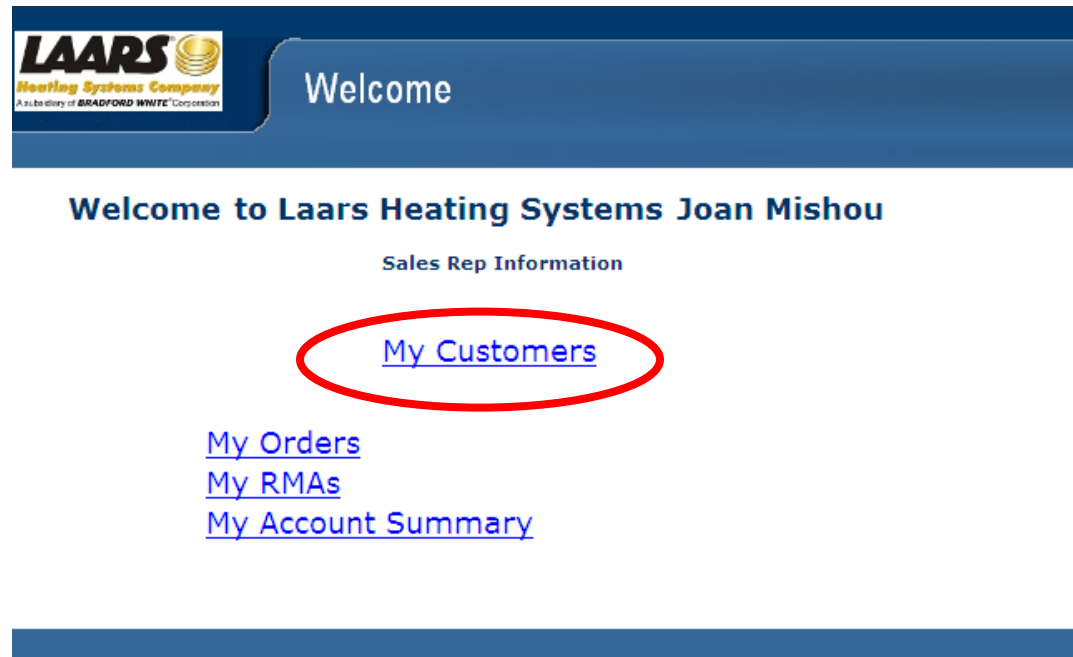 LAARS
Heating Systems Company
A subsidiary of BRADFORD WHITE® Corporation
Welcome
Welcome to Laars Heating Systems Joan Mishou
Sales Rep Information
My Customers
My Orders
My RMAs
My Account Summary